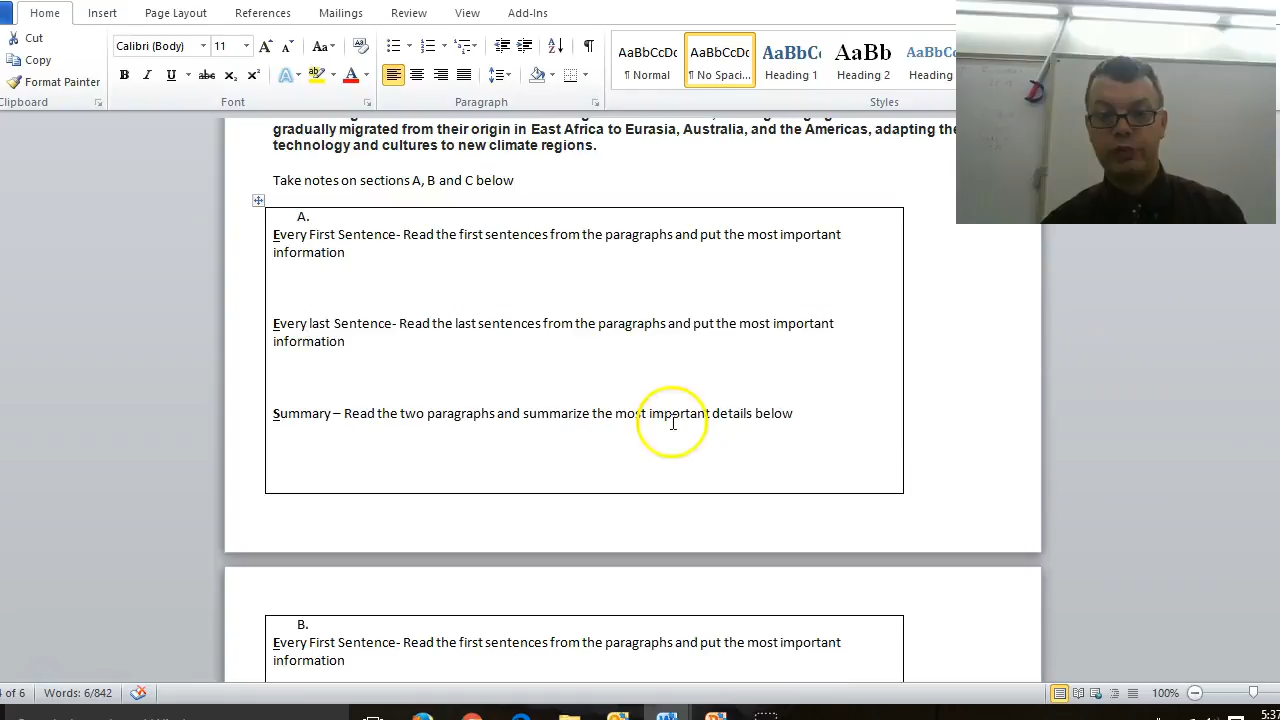 Home Insert Page Layout References Mailings Review View Add-Ins
Cut
Calibri (Body) 11 Aa AaBbCcDc AaBbCcDc AaBbC AaBb AaBbCc
Copy
¶ Normal ¶ No Spaci... Heading 1 Heading 2 Heading
Format Painter B I U abc x₂ x² A A
Clipboard Font Paragraph Styles
gradually migrated from their origin in East Africa to Eurasia, Australia, and the Americas, adapting the
technology and cultures to new climate regions.
Take notes on sections A, B and C below
A.
Every First Sentence- Read the first sentences from the paragraphs and put the most important
information
Every last Sentence- Read the last sentences from the paragraphs and put the most important
information
Summary – Read the two paragraphs and summarize the most important details below
B.
Every First Sentence- Read the first sentences from the paragraphs and put the most important
information
of 6 Words: 6/842 100%
5:37